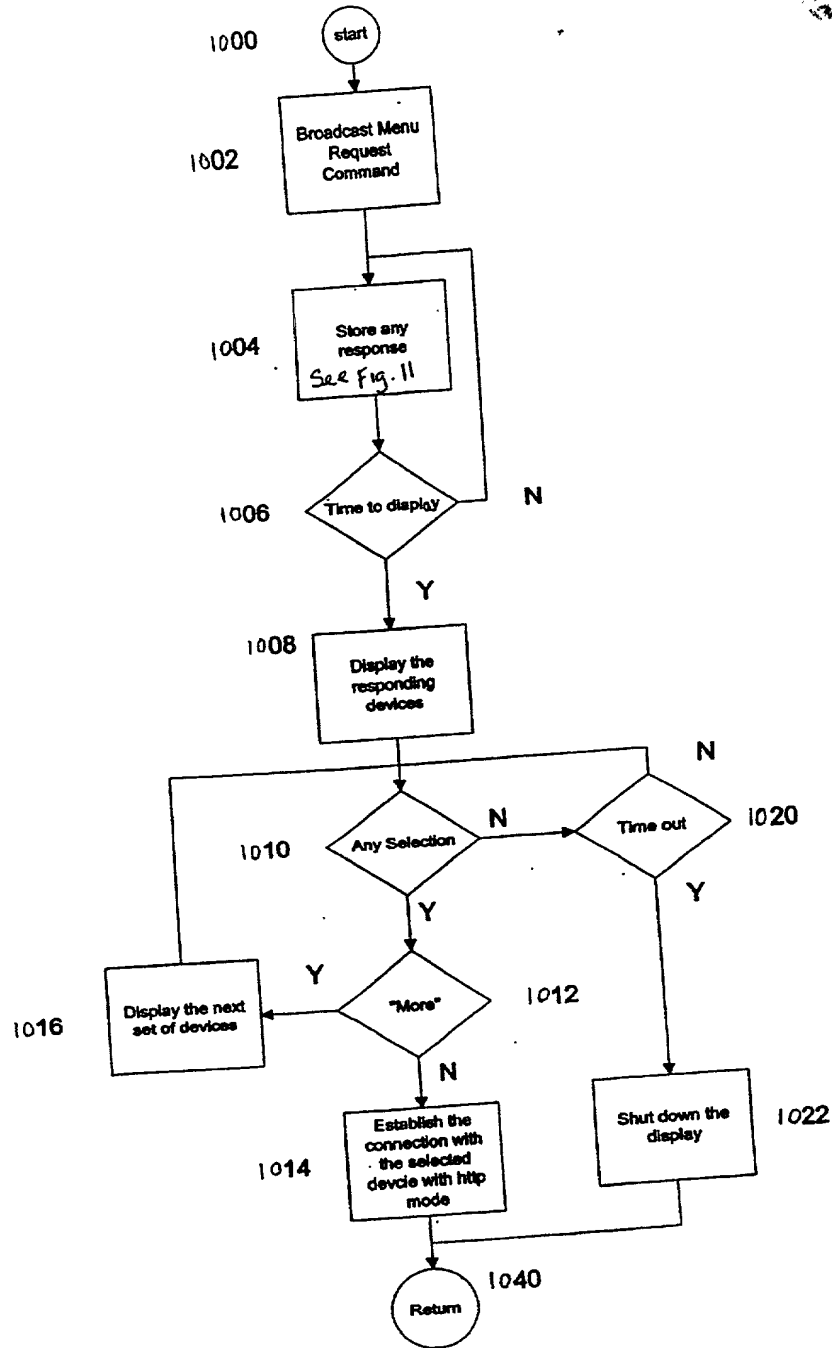 1000
start
1002
Broadcast Menu
Request
Command
1004
Store any
response
See Fig. 11
1006
Time to display
N
Y
1008
Display the
responding
devices
N
1010
Any Selection
N
Time out
1020
Y
Y
Y
"More"
1012
1016
Display the next
set of devices
N
1014
Establish the
connection with
the selected
devcie with http
mode
Shut down the
display
1022
1040
Return